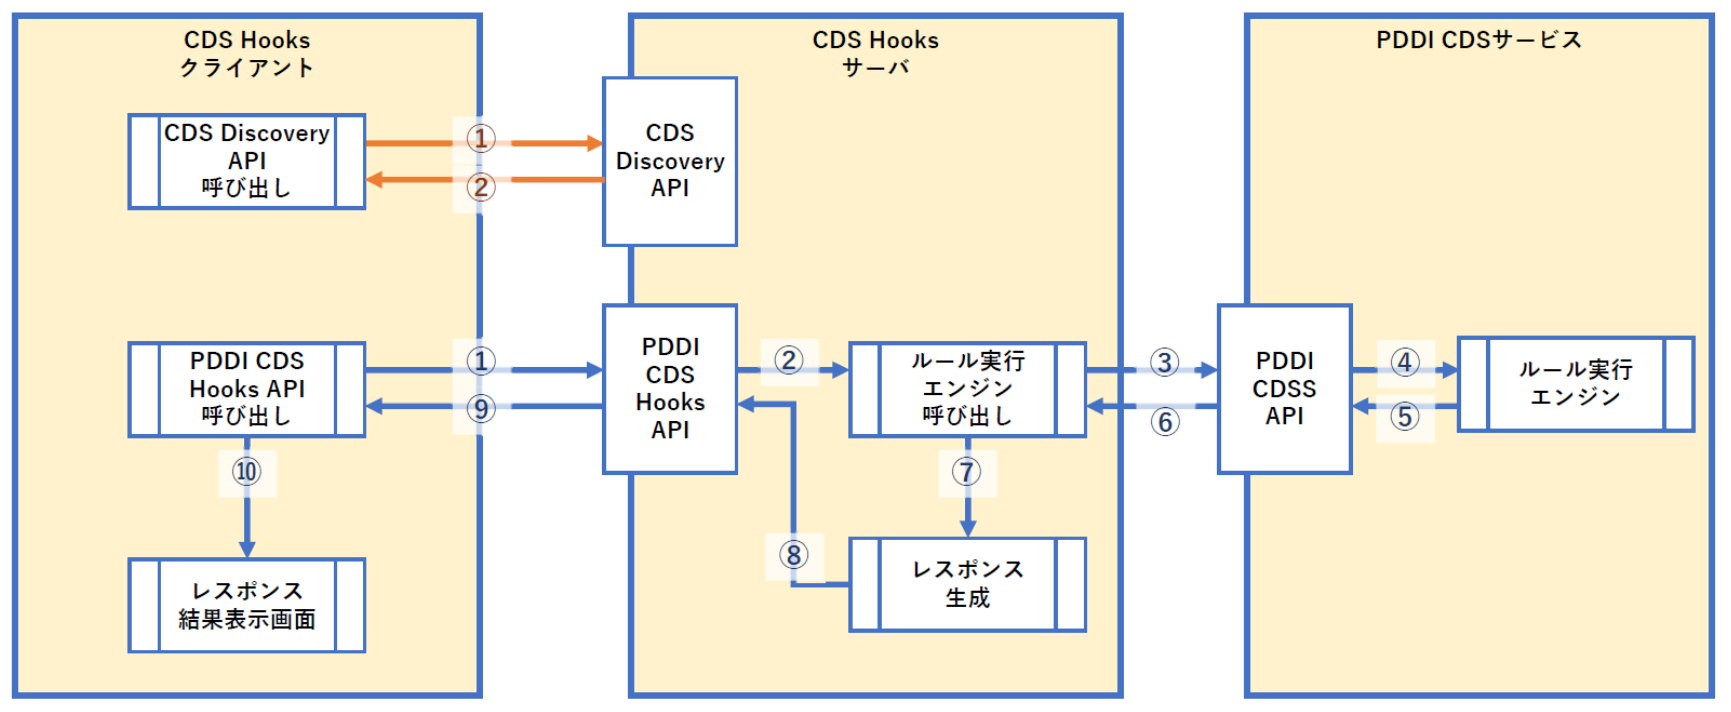 CDS Hooks
クライアント
CDS Discovery
API
呼び出し
①
②
PDDI CDS
Hooks API
呼び出し
①
⑨
⑩
レスポンス
結果表示画面
CDS Hooks
サーバ
CDS
Discovery
API
PDDI
CDS
Hooks
API
②
ルール実行
エンジン
呼び出し
③
⑥
⑦
⑧
レスポンス
生成
PDDI CDSサービス
PDDI
CDSS
API
④
⑤
ルール実行
エンジン